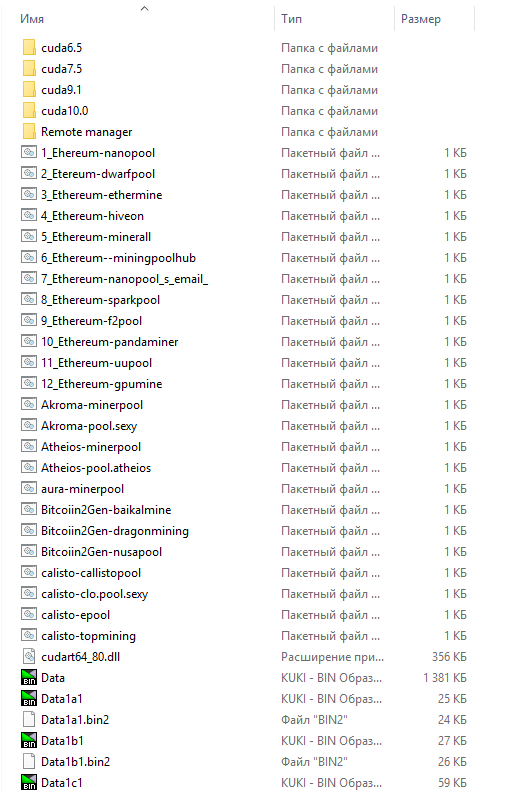 Имя Тип Размер
cuda6.5 Папка с файлами
cuda7.5 Папка с файлами
cuda9.1 Папка с файлами
cuda10.0 Папка с файлами
Remote manager Папка с файлами
1_Ehereum-nanopool Пакетный файл ... 1 КБ
2_Etereum-dwarfpool Пакетный файл ... 1 КБ
3_Ethereum-ethermine Пакетный файл ... 1 КБ
4_Ethereum-hiveon Пакетный файл ... 1 КБ
5_Ethereum-minerall Пакетный файл ... 1 КБ
6_Ethereum--miningpoolhub Пакетный файл ... 1 КБ
7_Ethereum-nanopool_s_email_ Пакетный файл ... 1 КБ
8_Ethereum-sparkpool Пакетный файл ... 1 КБ
9_Ethereum-f2pool Пакетный файл ... 1 КБ
10_Ethereum-pandaminer Пакетный файл ... 1 КБ
11_Ethereum-uupool Пакетный файл ... 1 КБ
12_Ethereum-gpumine Пакетный файл ... 1 КБ
Akroma-minerpool Пакетный файл ... 1 КБ
Akroma-pool.sexy Пакетный файл ... 1 КБ
Atheios-minerpool Пакетный файл ... 1 КБ
Atheios-pool.atheios Пакетный файл ... 1 КБ
aura-minerpool Пакетный файл ... 1 КБ
Bitcoiin2Gen-baikalmine Пакетный файл ... 1 КБ
Bitcoiin2Gen-dragonmining Пакетный файл ... 1 КБ
Bitcoiin2Gen-nusapool Пакетный файл ... 1 КБ
calisto-callistopool Пакетный файл ... 1 КБ
calisto-clo.pool.sexy Пакетный файл ... 1 КБ
calisto-epool Пакетный файл ... 1 КБ
calisto-topmining Пакетный файл ... 1 КБ
cudart64_80.dll Расширение при... 356 КБ
BIN Data KUKI - BIN Образ... 1 381 КБ
BIN Data1a1 KUKI - BIN Образ... 25 КБ
Data1a1.bin2 Файл "BIN2" 24 КБ
BIN Data1b1 KUKI - BIN Образ... 27 КБ
Data1b1.bin2 Файл "BIN2" 26 КБ
BIN Data1c1 KUKI - BIN Образ... 59 КБ